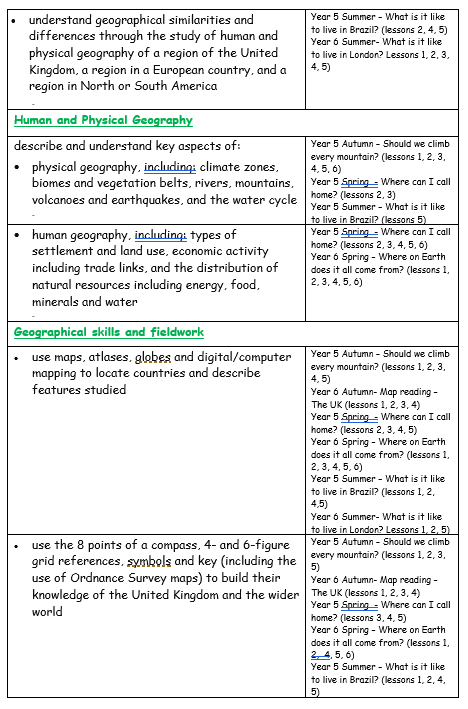 • understand geographical similarities and
differences through the study of human and
physical geography of a region of the United
Kingdom, a region in a European country, and a
region in North or South America
Year 5 Summer – What is it like
to live in Brazil? (lessons 2, 4, 5)
Year 6 Summer- What is it like
to live in London? Lessons 1, 2, 3,
4, 5)
Human and Physical Geography
describe and understand key aspects of:
• physical geography, including: climate zones,
biomes and vegetation belts, rivers, mountains,
volcanoes and earthquakes, and the water cycle
Year 5 Autumn – Should we climb
every mountain? (lessons 1, 2, 3,
4, 5, 6)
Year 5 Spring – Where can I call
home? (lessons 2, 3)
Year 5 Summer – What is it like
to live in Brazil? (lessons 5)
• human geography, including: types of
settlement and land use, economic activity
including trade links, and the distribution of
natural resources including energy, food,
minerals and water
Year 5 Spring – Where can I call
home? (lessons 2, 3, 4, 5, 6)
Year 6 Spring – Where on Earth
does it all come from? (lessons 1,
2, 3, 4, 5, 6)
Geographical skills and fieldwork
• use maps, atlases, globes and digital/computer
mapping to locate countries and describe
features studied
Year 5 Autumn – Should we climb
every mountain? (lessons 1, 2, 3,
4, 5)
Year 6 Autumn- Map reading –
The UK (lessons 1, 2, 3, 4)
Year 5 Spring – Where can I call
home? (lessons 2, 3, 4, 5)
Year 6 Spring – Where on Earth
does it all come from? (lessons 1,
2, 3, 4, 5, 6)
Year 5 Summer – What is it like
to live in Brazil? (lessons 1, 2,
4,5)
Year 6 Summer- What is it like
to live in London? Lessons 1, 2, 5)
• use the 8 points of a compass, 4- and 6-figure
grid references, symbols and key (including the
use of Ordnance Survey maps) to build their
knowledge of the United Kingdom and the wider
world
Year 5 Autumn – Should we climb
every mountain? (lessons 1, 2, 3,
5)
Year 6 Autumn- Map reading –
The UK (lessons 1, 2, 3, 4)
Year 5 Spring – Where can I call
home? (lessons 3, 4, 5)
Year 6 Spring – Where on Earth
does it all come from? (lessons 1,
2, 4, 5, 6)
Year 5 Summer – What is it like
to live in Brazil? (lessons 1, 2, 4,
5)